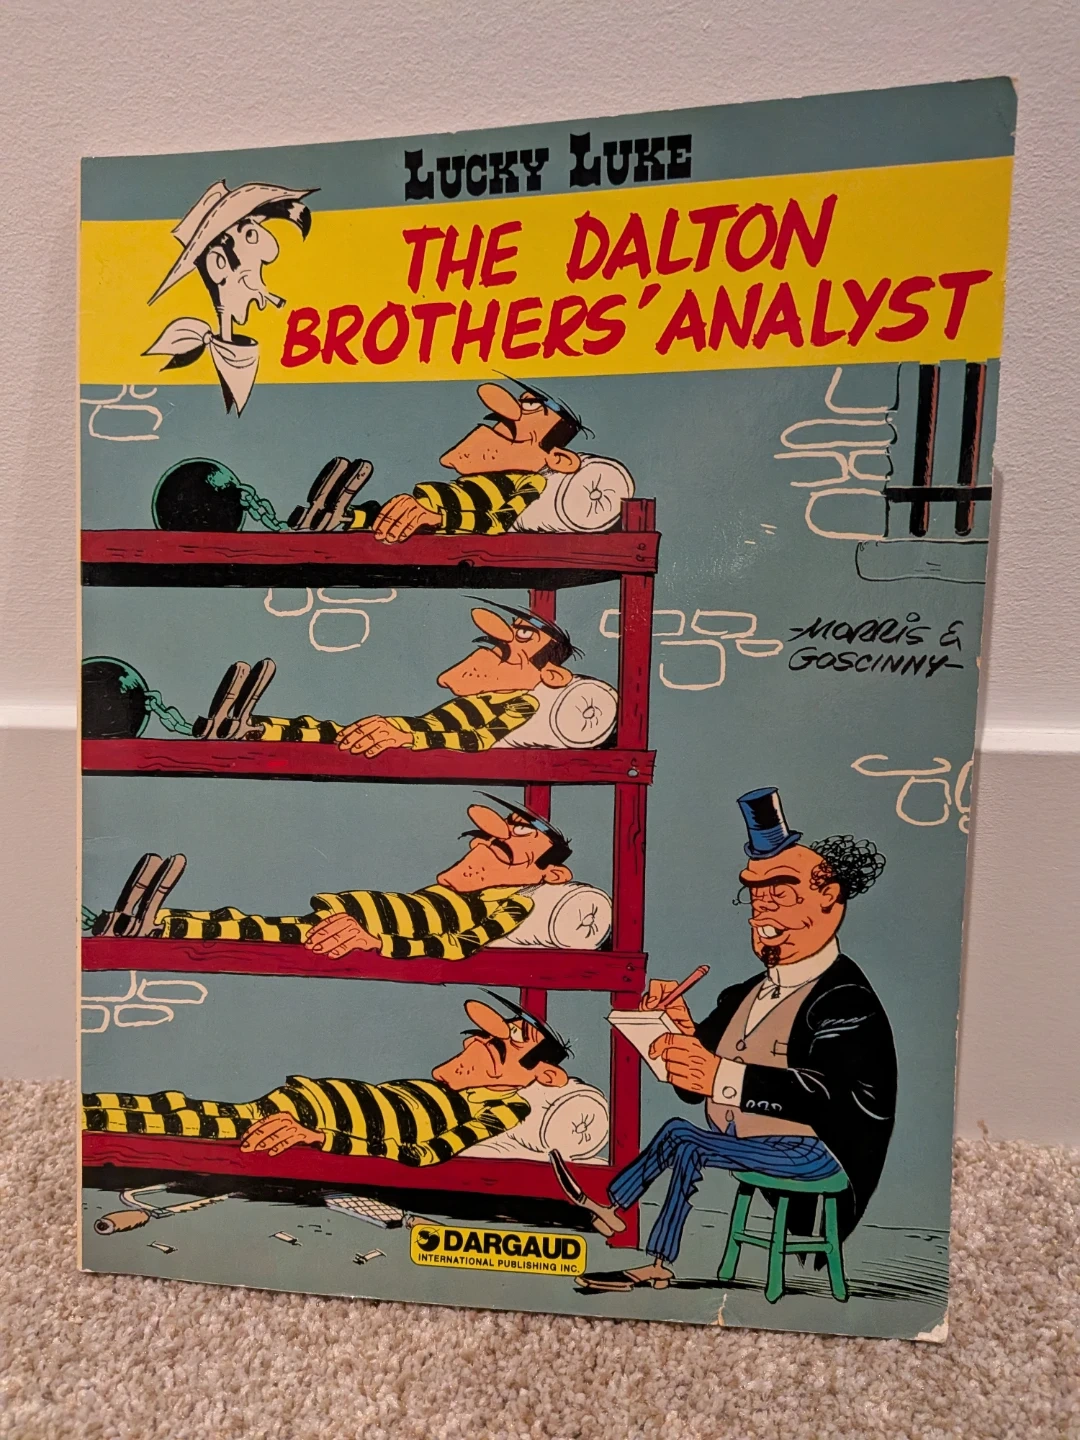 LUCKY LUKE
THE DALTON
BROTHERS' ANALYST
-MORRIS &
GOSCINNY-
DARGAUD
INTERNATIONAL PUBLISHING INC.